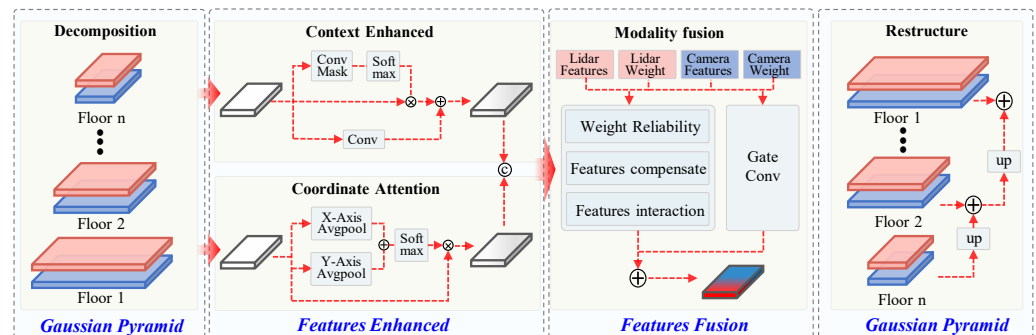 Decomposition
Floor n
Floor 2
Floor 1
Gaussian Pyramid
Context Enhanced
Conv
Mask
Soft
max
Conv
C
Coordinate Attention
X-Axis
Avgpool
Y-Axis
Avgpool
Soft
max
Features Enhanced
Modality fusion
Lidar
Features
Lidar
Weight
Camera
Features
Camera
Weight
Weight Reliability
Features compensate
Features interaction
Gate
Conv
Features Fusion
Restructure
Floor 1
up
Floor 2
up
Floor n
Gaussian Pyramid